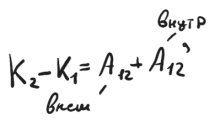 внутр
K₂ – K₁ = A₁₂ + A₁₂’
внеш